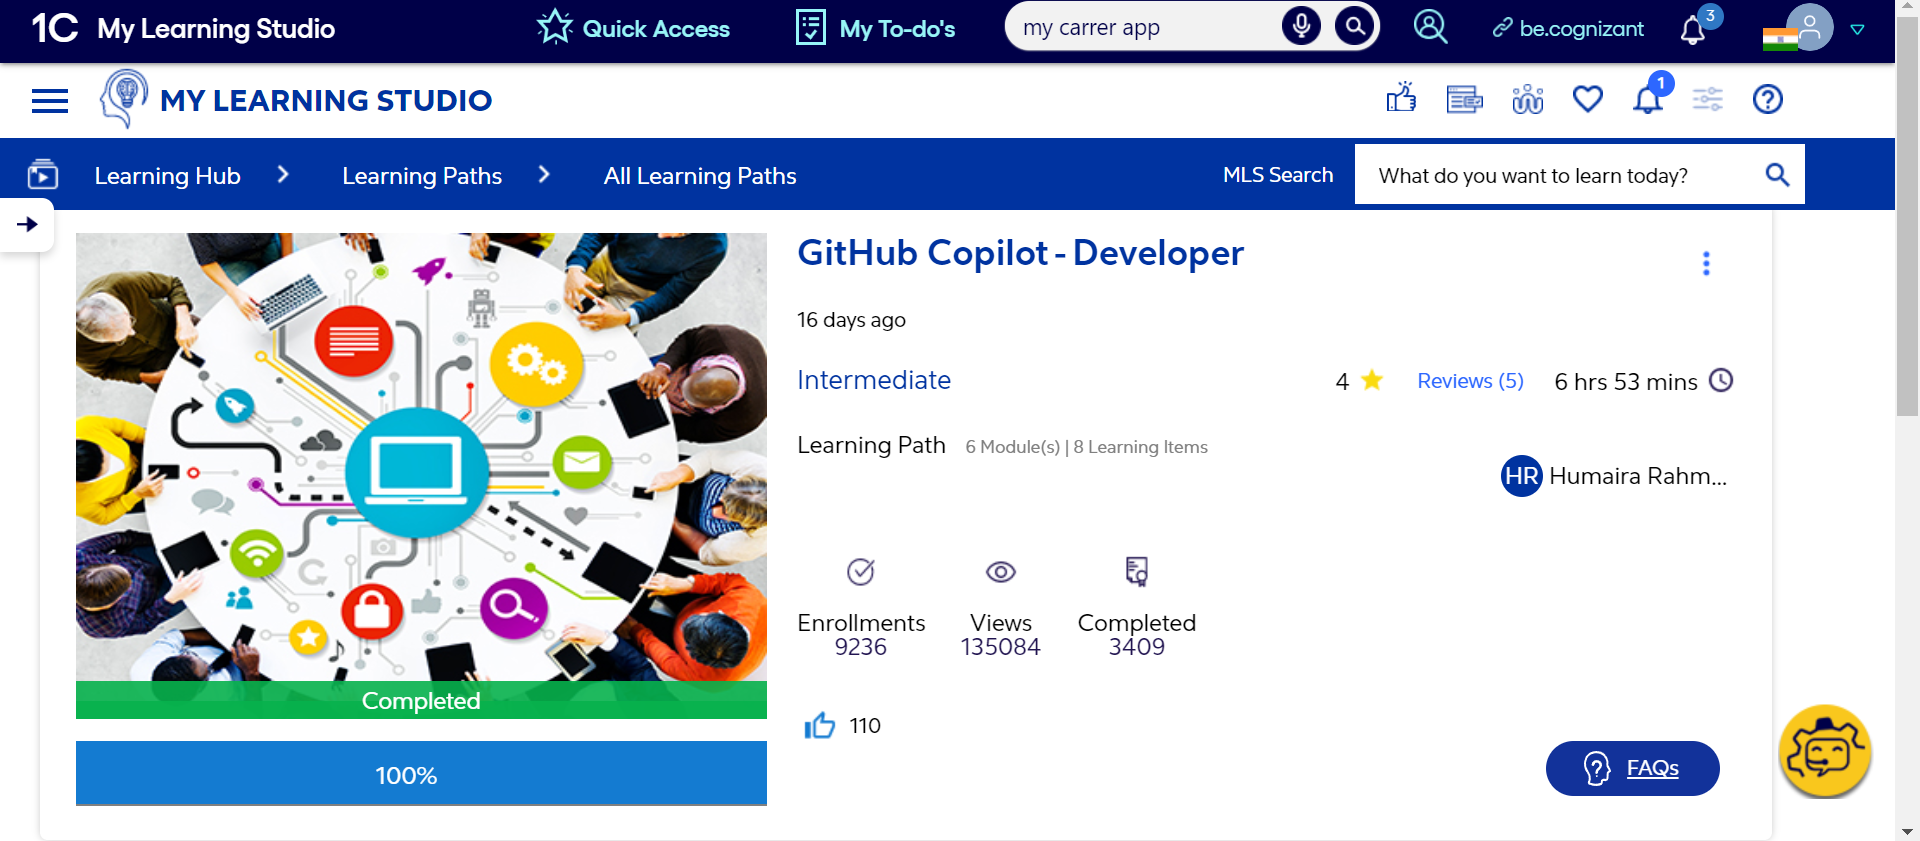 1C My Learning Studio Quick Access My To-do's my carrer app be.cognizant 3
MY LEARNING STUDIO 1
Learning Hub Learning Paths All Learning Paths MLS Search What do you want to learn today?
GitHub Copilot - Developer
16 days ago
Intermediate 4 Reviews (5) 6 hrs 53 mins
Learning Path 6 Module(s) | 8 Learning Items
HR Humaira Rahm...
Enrollments Views Completed
9236 135084 3409
Completed
110
100%
FAQs